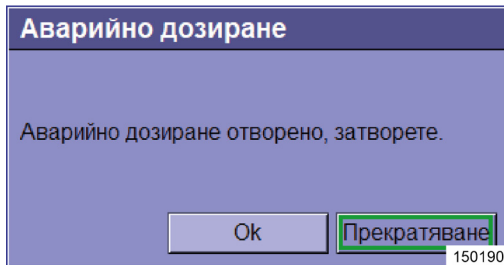 Аварийно дозиране
Аварийно дозиране отворено, затворете.
Ok
Прекратяване
150190